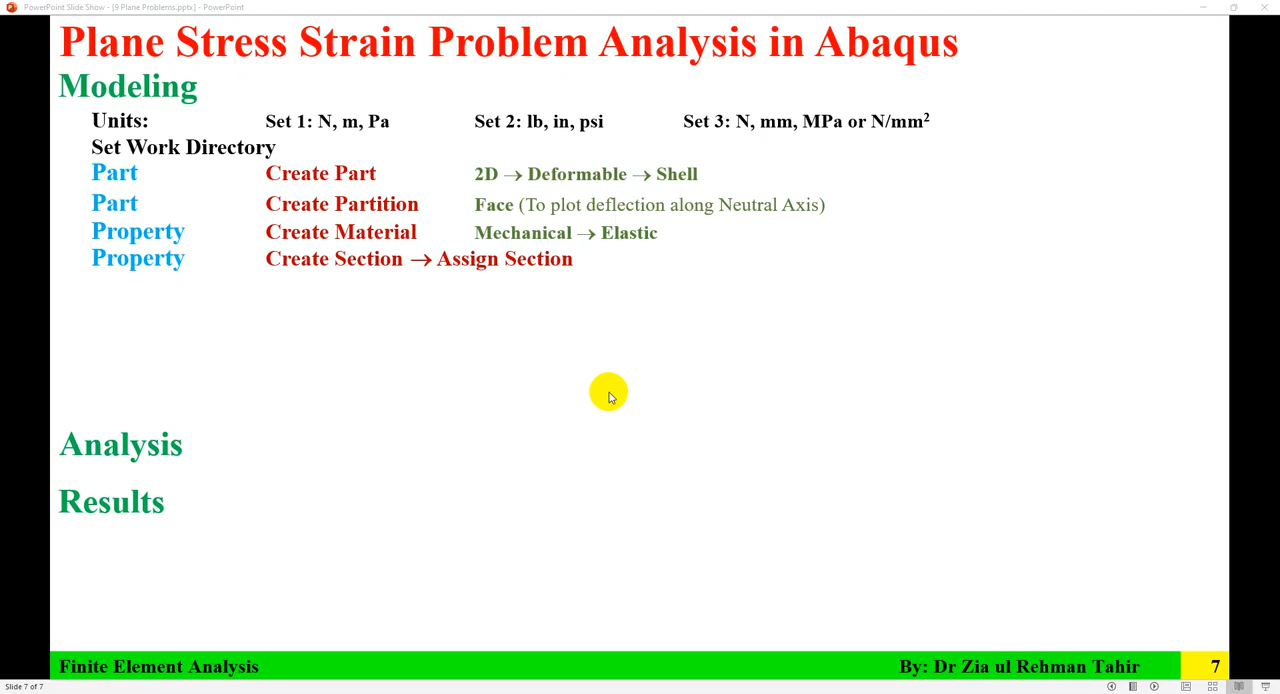 PowerPoint Slide Show - [9 Plane Problems.pptx] - PowerPoint
Plane Stress Strain Problem Analysis in Abaqus
Modeling
Units: Set 1: N, m, Pa Set 2: lb, in, psi Set 3: N, mm, MPa or N/mm²
Set Work Directory
Part Create Part 2D → Deformable → Shell
Part Create Partition Face (To plot deflection along Neutral Axis)
Property Create Material Mechanical → Elastic
Property Create Section → Assign Section
Analysis
Results
Finite Element Analysis By: Dr Zia ul Rehman Tahir 7
Slide 7 of 7